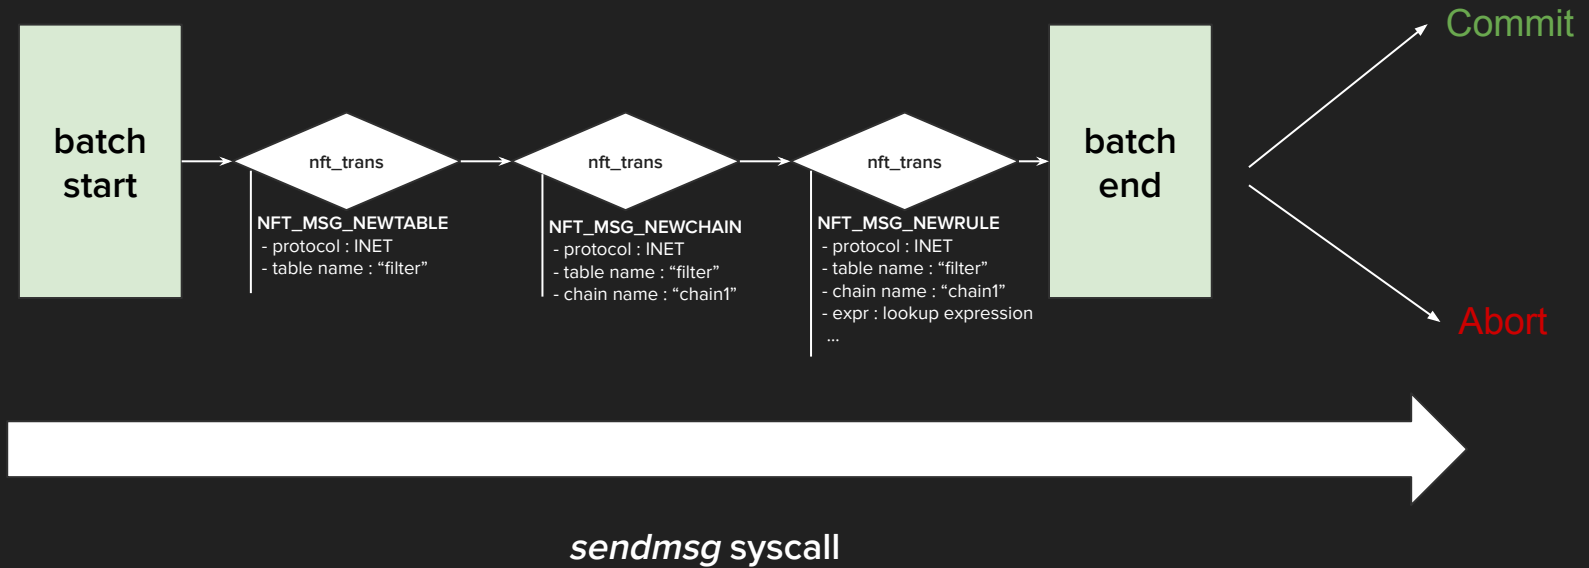 Commit
batch
start
nft_trans
NFT_MSG_NEWTABLE
- protocol : INET
- table name : “filter”
nft_trans
NFT_MSG_NEWCHAIN
- protocol : INET
- table name : “filter”
- chain name : “chain1”
nft_trans
NFT_MSG_NEWRULE
- protocol : INET
- table name : “filter”
- chain name : “chain1”
- expr : lookup expression
...
batch
end
Abort
sendmsg syscall